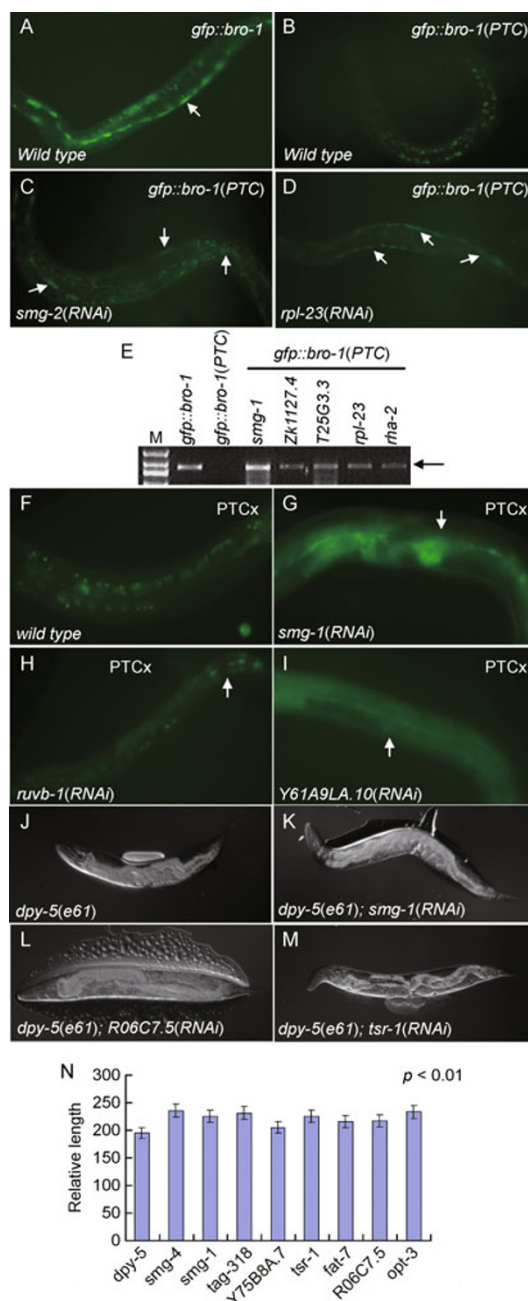 A gfp::bro-1
Wild type
B gfp::bro-1(PTC)
Wild type
C gfp::bro-1(PTC)
smg-2(RNAi)
D gfp::bro-1(PTC)
rpl-23(RNAi)
E gfp::bro-1(PTC)
M
gfp::bro-1
gfp::bro-1(PTC)
smg-1
Zk1127.4
T25G3.3
rpl-23
rha-2
F PTCx
wild type
G PTCx
smg-1(RNAi)
H PTCx
ruvb-1(RNAi)
I PTCx
Y61A9LA.10(RNAi)
J
dpy-5(e61)
K
dpy-5(e61); smg-1(RNAi)
L
dpy-5(e61); R06C7.5(RNAi)
M
dpy-5(e61); tsr-1(RNAi)
N
p < 0.01
Relative length
300
250
200
150
100
50
0
dpy-5
smg-4
smg-1
tag-318
Y75B8A.7
tsr-1
fat-7
R06C7.5
opt-3